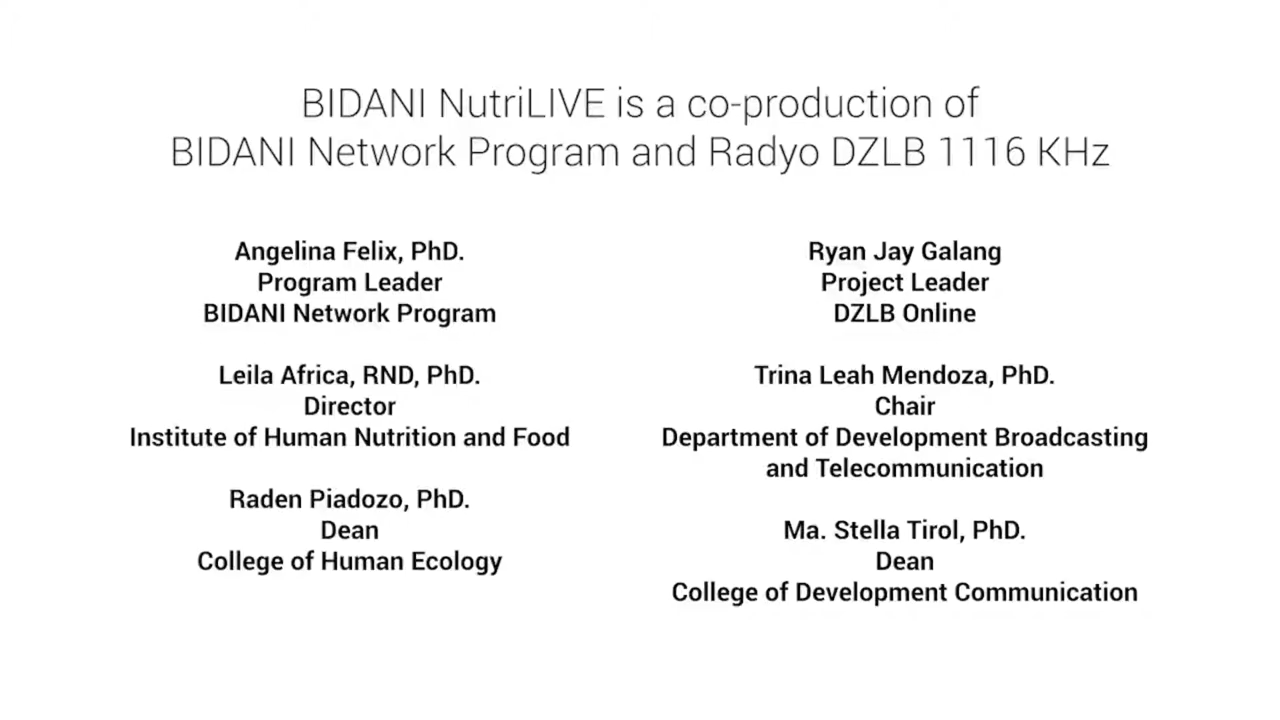 BIDANI NutriLIVE is a co-production of
BIDANI Network Program and Radyo DZLB 1116 KHz
Angelina Felix, PhD.
Program Leader
BIDANI Network Program
Leila Africa, RND, PhD.
Director
Institute of Human Nutrition and Food
Raden Piadozo, PhD.
Dean
College of Human Ecology
Ryan Jay Galang
Project Leader
DZLB Online
Trina Leah Mendoza, PhD.
Chair
Department of Development Broadcasting
and Telecommunication
Ma. Stella Tirol, PhD.
Dean
College of Development Communication